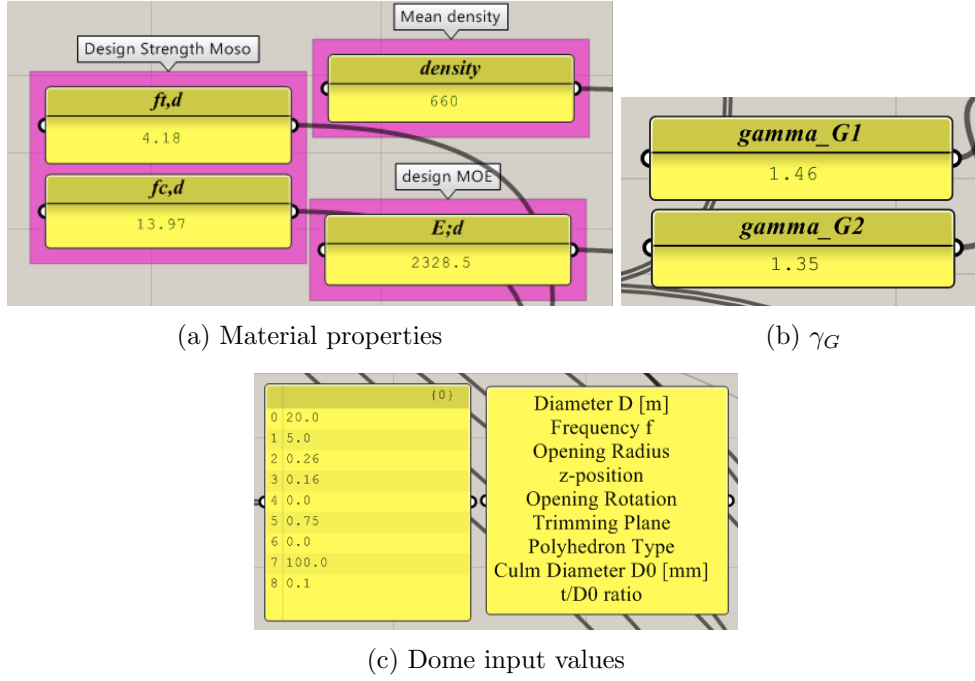 Mean density
Design Strength Moso
density
660
ft,d
4.18
gamma_G1
1.46
design MOE
fc,d
13.97
E;d
2328.5
gamma_G2
1.35
(a) Material properties
(b) γG
{0}
0 20.0
1 5.0
2 0.26
3 0.16
4 0.0
5 0.75
6 0.0
7 100.0
8 0.1
Diameter D [m]
Frequency f
Opening Radius
z-position
Opening Rotation
Trimming Plane
Polyhedron Type
Culm Diameter D0 [mm]
t/D0 ratio
(c) Dome input values